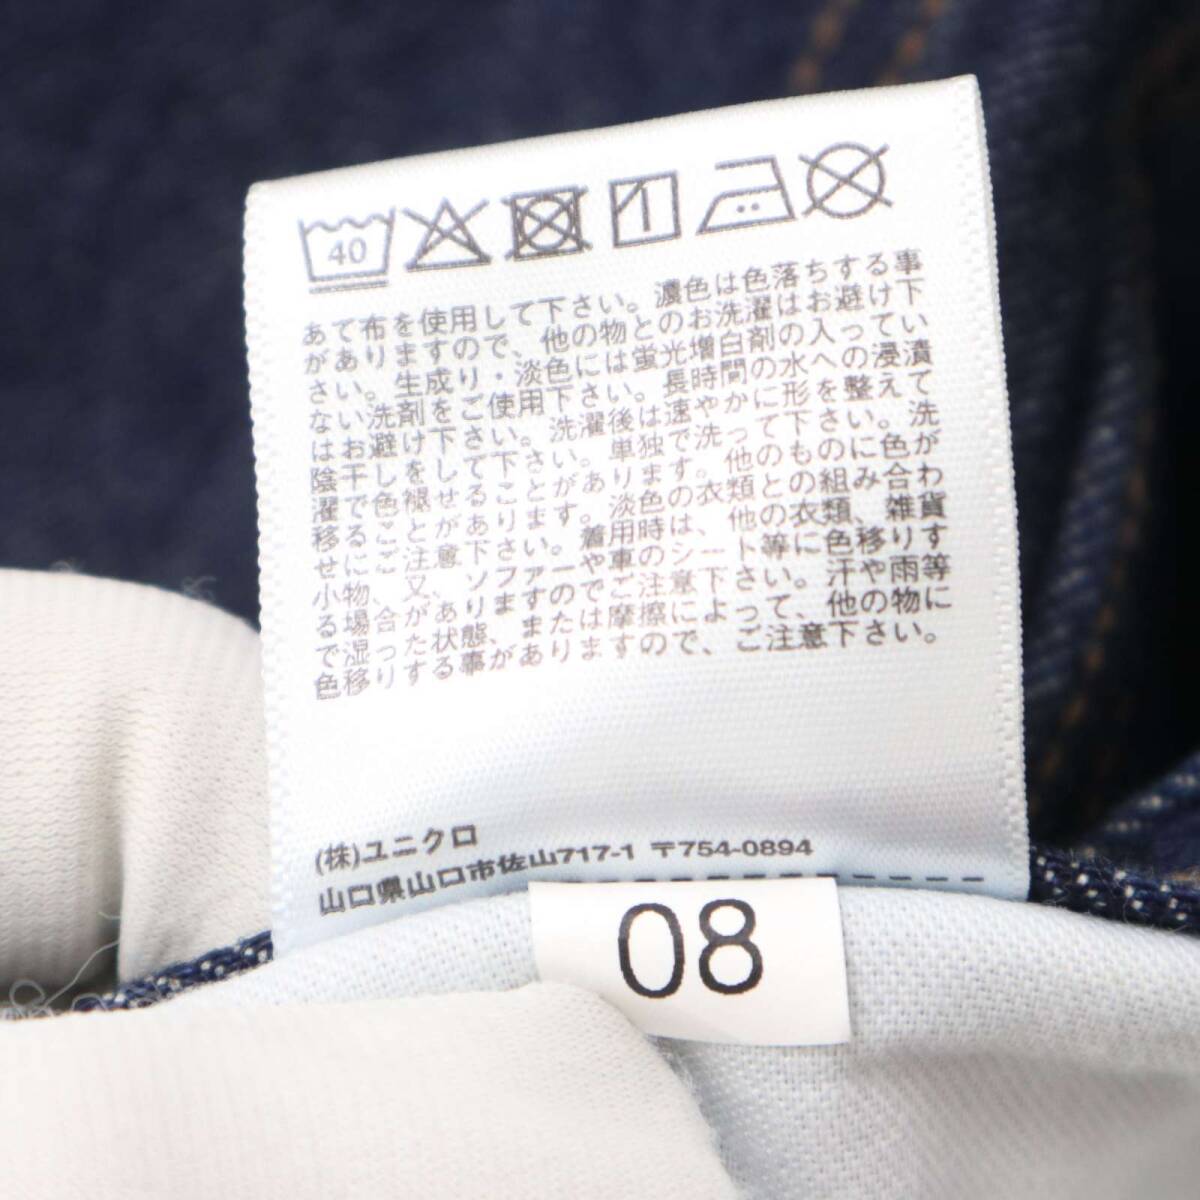 40
あて布を使用して下さい。濃色は色落ちする事
がありますので、他の物とのお洗濯はお避け下
さい。生成り・淡色には蛍光増白剤の入ってい
ない洗剤をご使用下さい。長時間の水への浸漬
はお避け下さい。洗濯後は速やかに形を整えて
陰干しをして下さい。単独で洗って下さい。洗
濯で色褪せることがあります。他のものに色が
移ることがあります。淡色の衣類との組み合わ
せにご注意下さい。着用時は、他の衣類、雑貨
小物、又、ソファーや車のシート等に色移りす
る場合がありますのでご注意下さい。汗や雨等
で湿った状態、または摩擦によって、他の物に
色移りする事がありますので、ご注意下さい。
(株)ユニクロ
山口県山口市佐山717-1 〒754-0894
08